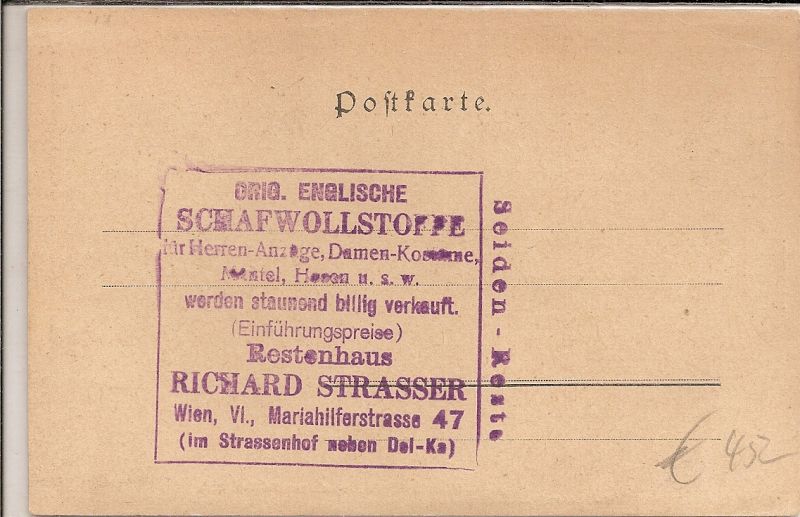 Postkarte.
ORIG. ENGLISCHE
SCHAFWOLLSTOFFE
für Herren-Anzüge, Damen-Kostüme,
Mäntel, Hosen u. s. w.
werden staunend billig verkauft.
(Einführungspreise)
Restenhaus
RICHARD STRASSER
Wien, VI., Mariahilferstrasse 47
(im Strassenhof neben Del-Ka)
Seiden-Reste
452